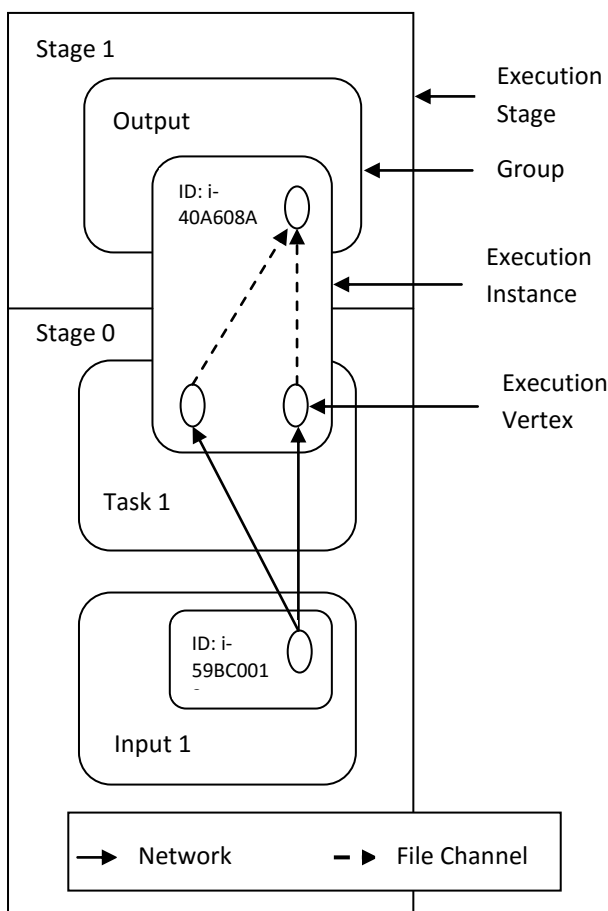 Stage 1
Output
ID: i-
40A608A
Execution
Stage
Group
Execution
Instance
Stage 0
Execution
Vertex
Task 1
ID: i-
59BC001
Input 1
Network
File Channel